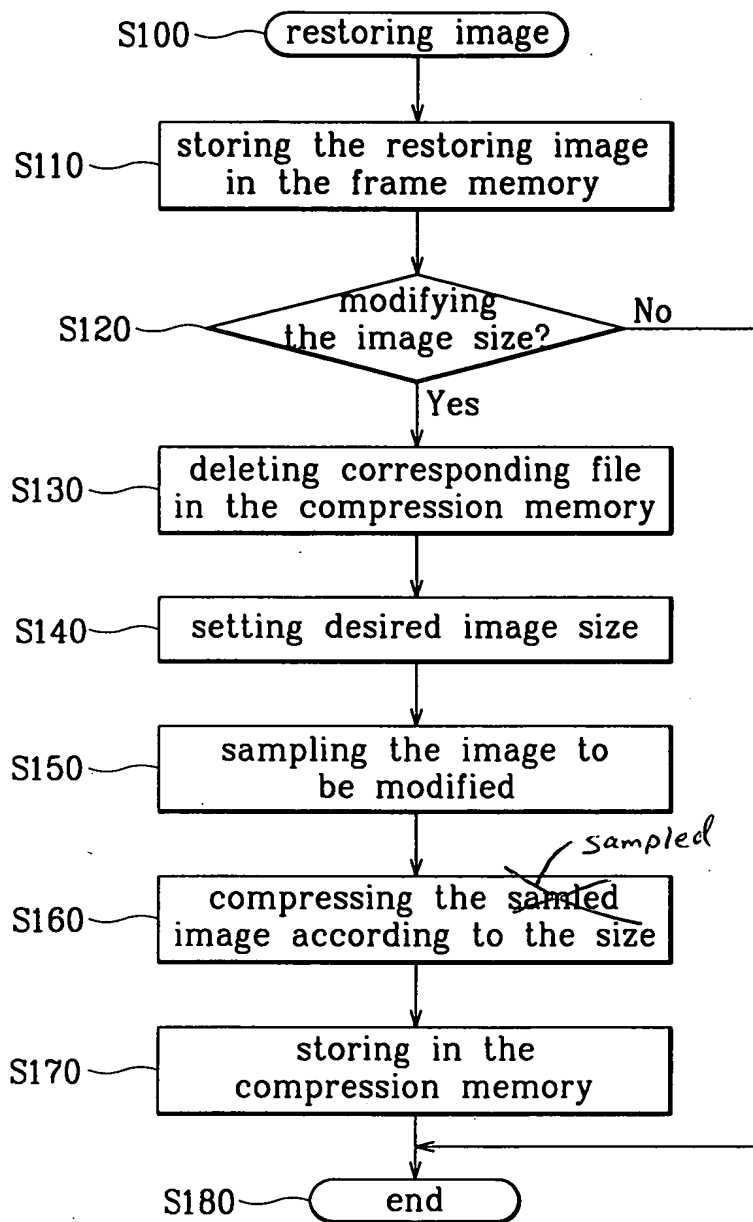 S100 restoring image
S110 storing the restoring image
in the frame memory
S120 modifying
the image size?
No
Yes
S130 deleting corresponding file
in the compression memory
S140 setting desired image size
S150 sampling the image to
be modified
sampled
S160 compressing the samled
image according to the size
S170 storing in the
compression memory
S180 end